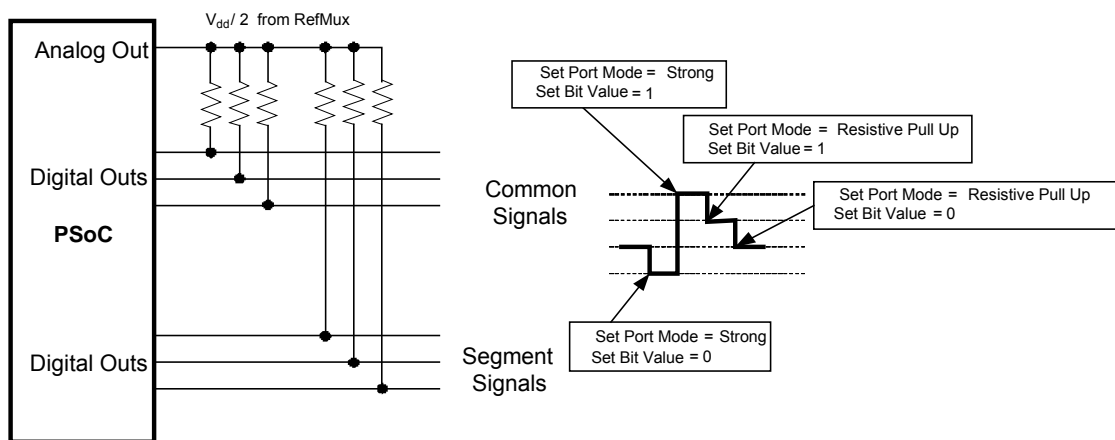 V_dd / 2 from RefMux
Analog Out
Digital Outs
PSoC
Digital Outs
Common
Signals
Segment
Signals
Set Port Mode = Strong
Set Bit Value = 1
Set Port Mode = Resistive Pull Up
Set Bit Value = 1
Set Port Mode = Resistive Pull Up
Set Bit Value = 0
Set Port Mode = Strong
Set Bit Value = 0